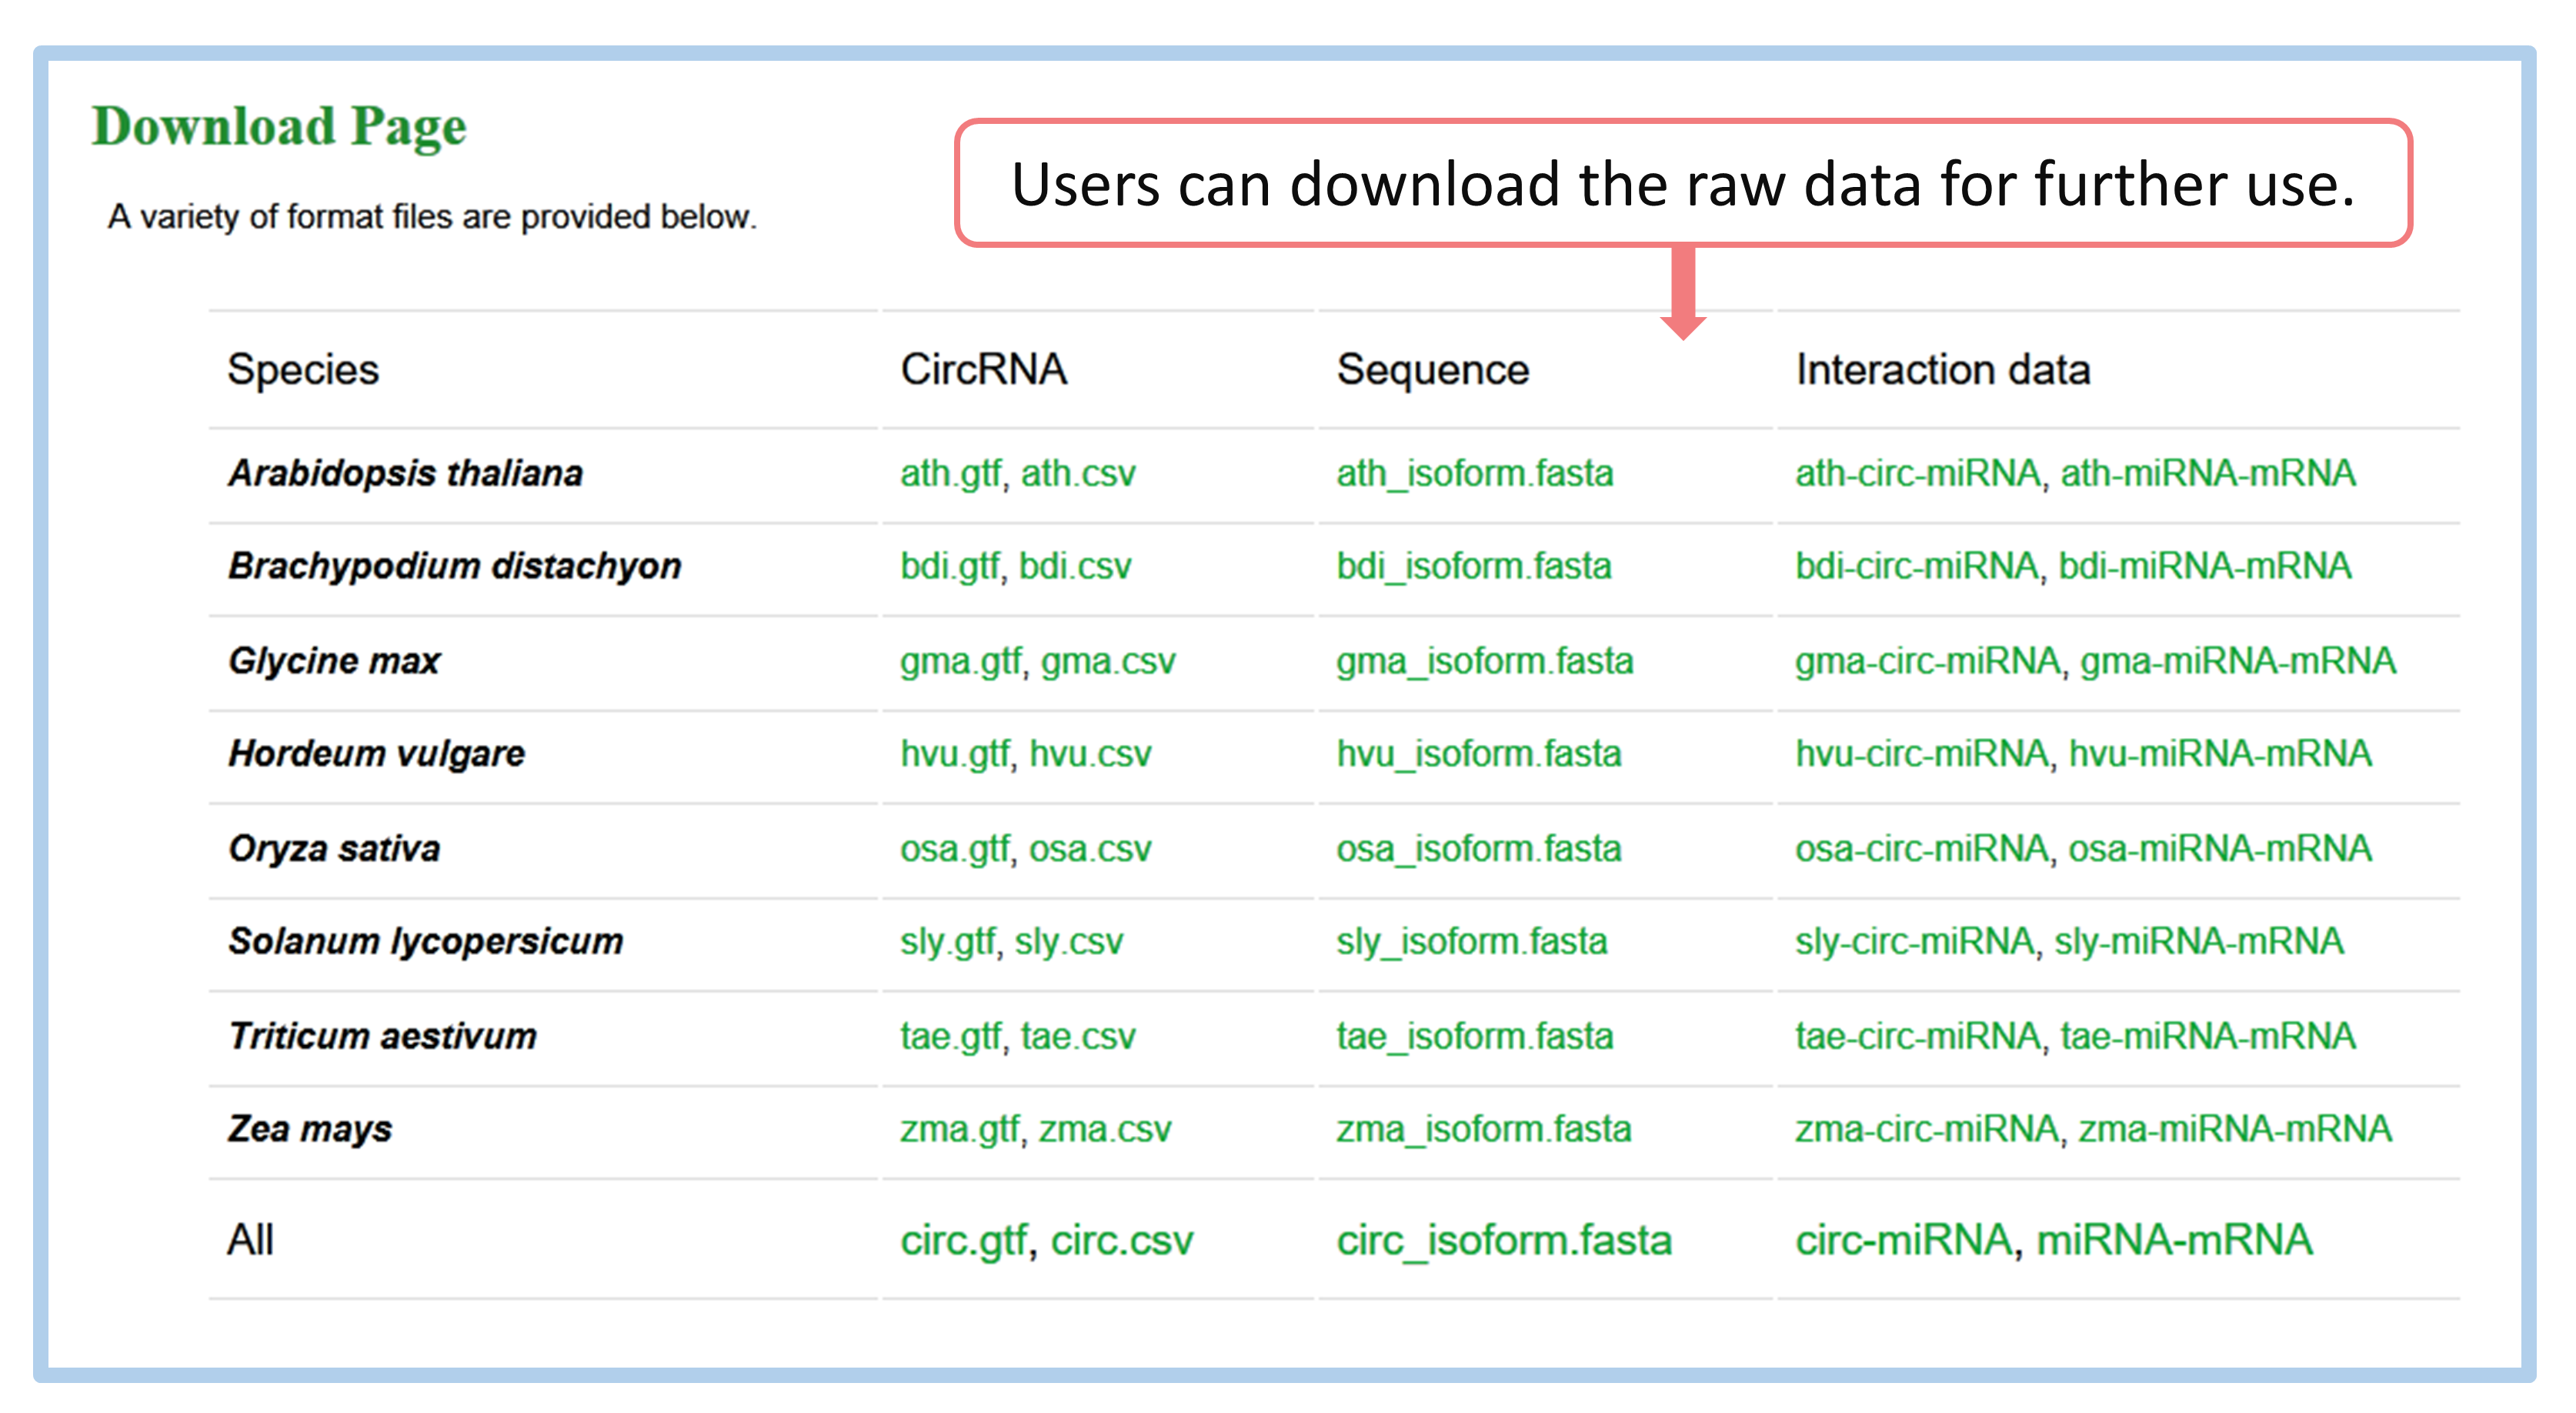 Download Page
A variety of format files are provided below.
Users can download the raw data for further use.
Species CircRNA Sequence Interaction data
Arabidopsis thaliana ath.gtf, ath.csv ath_isoform.fasta ath-circ-miRNA, ath-miRNA-mRNA
Brachypodium distachyon bdi.gtf, bdi.csv bdi_isoform.fasta bdi-circ-miRNA, bdi-miRNA-mRNA
Glycine max gma.gtf, gma.csv gma_isoform.fasta gma-circ-miRNA, gma-miRNA-mRNA
Hordeum vulgare hvu.gtf, hvu.csv hvu_isoform.fasta hvu-circ-miRNA, hvu-miRNA-mRNA
Oryza sativa osa.gtf, osa.csv osa_isoform.fasta osa-circ-miRNA, osa-miRNA-mRNA
Solanum lycopersicum sly.gtf, sly.csv sly_isoform.fasta sly-circ-miRNA, sly-miRNA-mRNA
Triticum aestivum tae.gtf, tae.csv tae_isoform.fasta tae-circ-miRNA, tae-miRNA-mRNA
Zea mays zma.gtf, zma.csv zma_isoform.fasta zma-circ-miRNA, zma-miRNA-mRNA
All circ.gtf, circ.csv circ_isoform.fasta circ-miRNA, miRNA-mRNA